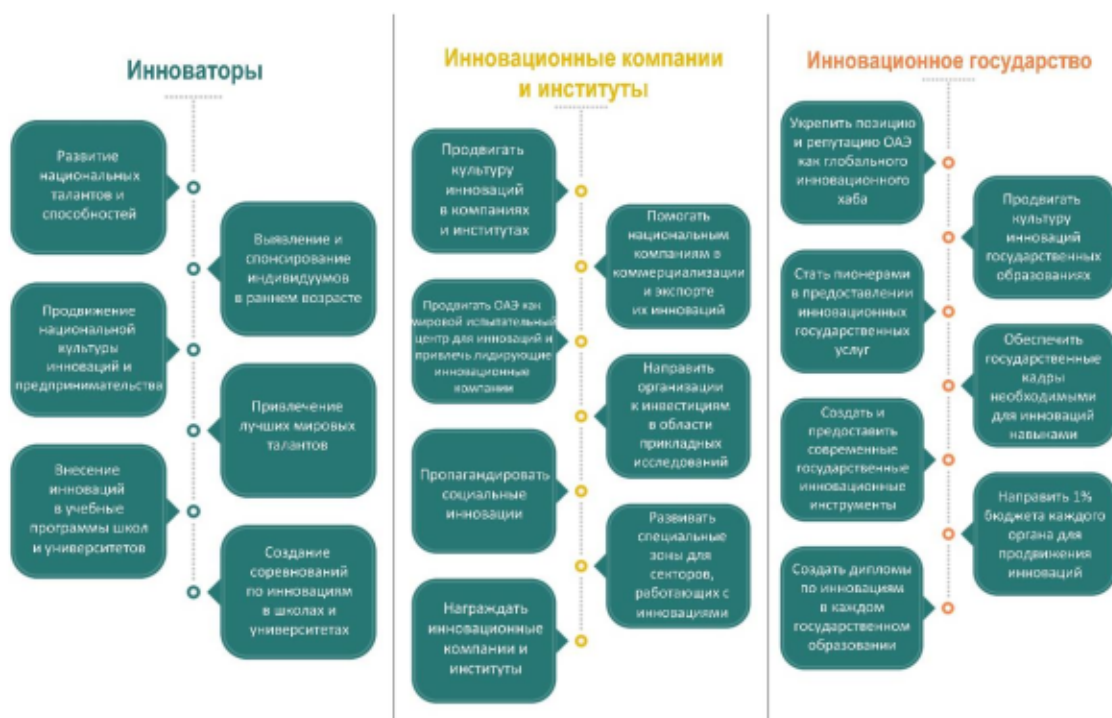 Инноваторы
Развитие
национальных
талантов и
способностей
Выявление и
спонсирование
индивидуумов
в раннем возрасте
Продвижение
национальной
культуры
инноваций и
предпринимательства
Привлечение
лучших мировых
талантов
Внесение
инноваций
в учебные
программы школ
и университетов
Создание
соревнований
по инновациям
в школах и
университетах
Инновационные компании
и институты
Продвигать
культуру
инноваций
в компаниях
и институтах
Помогать
национальным
компаниям в
коммерциализации
и экспорте
их инноваций
Продвигать ОАЭ как
мировой испытательный
центр для инноваций и
привлечь лидирующие
инновационные
компании
Направить
организации
к инвестициям
в области
прикладных
исследований
Пропагандировать
социальные
инновации
Развивать
специальные
зоны для
секторов,
работающих с
инновациями
Награждать
инновационные
компании и
институты
Инновационное государство
Укрепить позицию
и репутацию ОАЭ
как глобального
инновационного
хаба
Продвигать
культуру
инноваций
государственных
образованиях
Стать пионерами
в предоставлении
инновационных
государственных
услуг
Обеспечить
государственные
кадры
необходимыми
для инноваций
навыками
Создать и
предоставить
современные
государственные
инновационные
инструменты
Направить 1%
бюджета каждого
органа для
продвижения
инноваций
Создать дипломы
по инновациям
в каждом
государственном
образовании